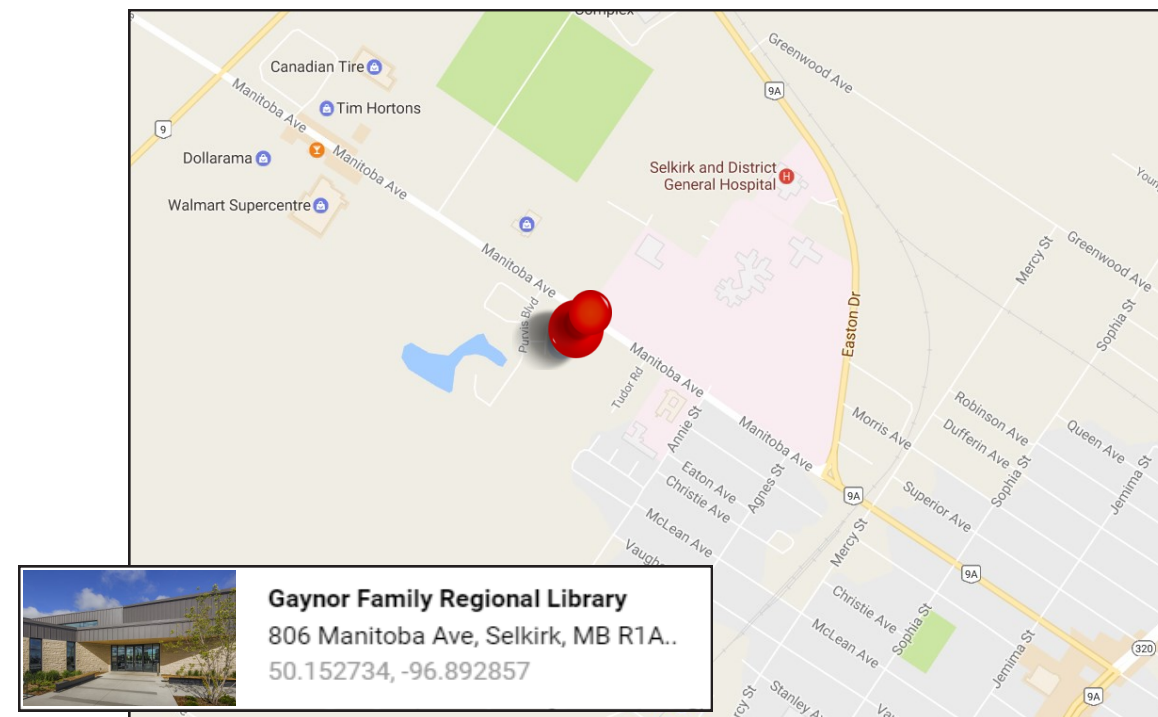 Complex
Greenwood Ave
Canadian Tire
Manitoba Ave
9A
Tim Hortons
9
Dollarama
Manitoba Ave
Selkirk and District
General Hospital
H
Walmart Supercentre
Manitoba Ave
Mercy St
Greenwood Ave
Sophia St
Purvis Blvd
Easton Dr
Manitoba Ave
Tudor Rd
Annie St
Manitoba Ave
Morris Ave
Robinson Ave
Dufferin Ave
Queen Ave
Eaton Ave
Christie Ave
Agnes St
Sophia St
Jemima St
9A
Superior Ave
McLean Ave
Mercy St
9A
Christie Ave
McLean Ave
Sophia St
Jemima St
320
9A
Stanley A
Gaynor Family Regional Library
806 Manitoba Ave, Selkirk, MB R1A..
50.152734, -96.892857